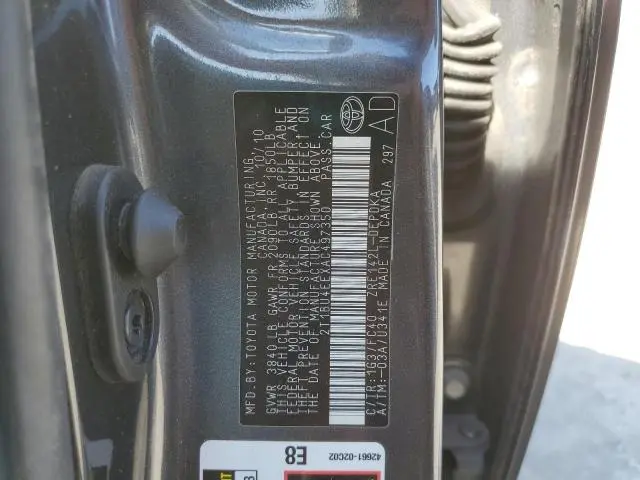 MFD.BY:TOYOTA MOTOR MANUFACTURING
CANADA INC. 10/10
GVWR 3840LB GAWR FR 2090LB RR 1850LB
THIS VEHICLE CONFORMS TO ALL APPLICABLE
FEDERAL MOTOR VEHICLE SAFETY, BUMPER, AND
THEFT PREVENTION STANDARDS IN EFFECT ON
THE DATE OF MANUFACTURE SHOWN ABOVE.
2T1BU4EEXAC497350 PASS.CAR
C/TR:1G3/FC40 ZRE142L-DEPDKA
A/TM:-03A/U341E MADE IN CANADA 297
AD
42661-02C02
E8